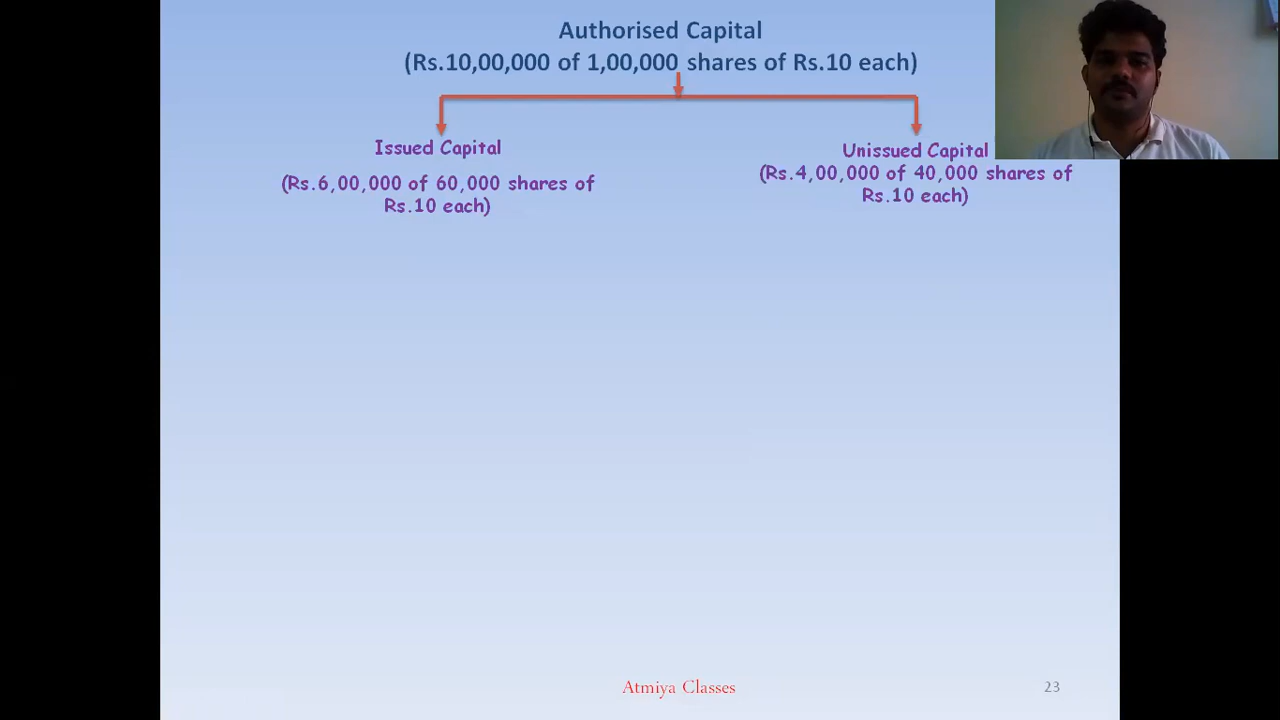 Authorised Capital
(Rs.10,00,000 of 1,00,000 shares of Rs.10 each)
Issued Capital
(Rs.6,00,000 of 60,000 shares of
Rs.10 each)
Unissued Capital
(Rs.4,00,000 of 40,000 shares of
Rs.10 each)
Atmiya Classes
23